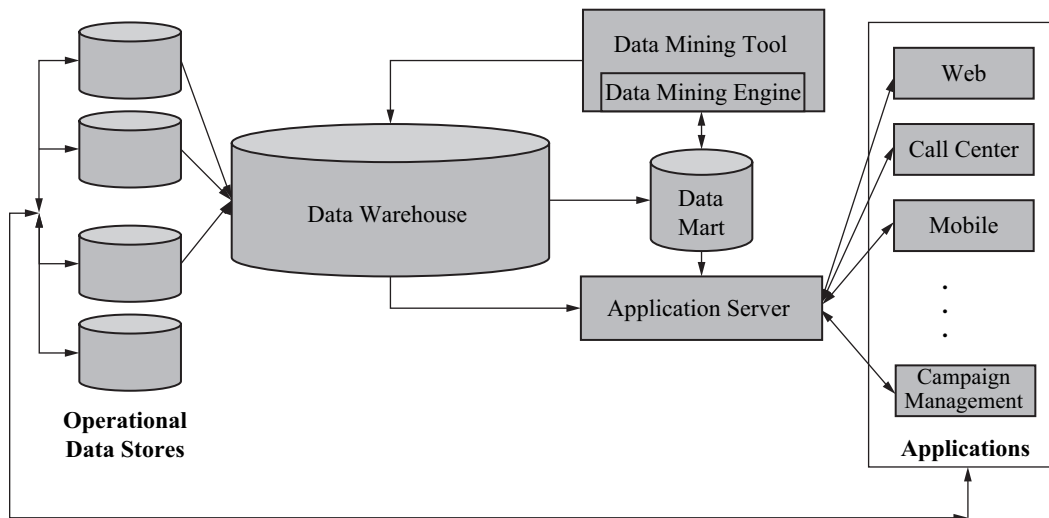 Data Mining Tool
Data Mining Engine
Data Warehouse
Data
Mart
Application Server
Operational
Data Stores
Web
Call Center
Mobile
.
.
.
Campaign
Management
Applications